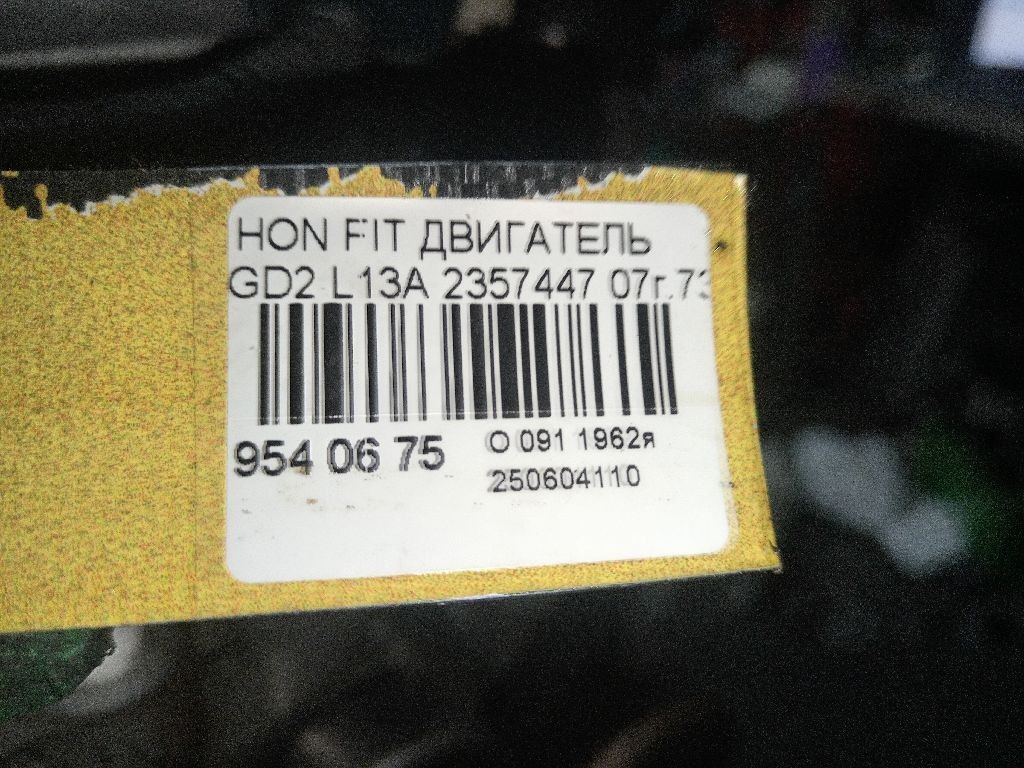 HON FIT ДВИГАТЕЛЬ
GD2 L13A 2357447 07г.73
954 06 75
О 091 1962я
250604110